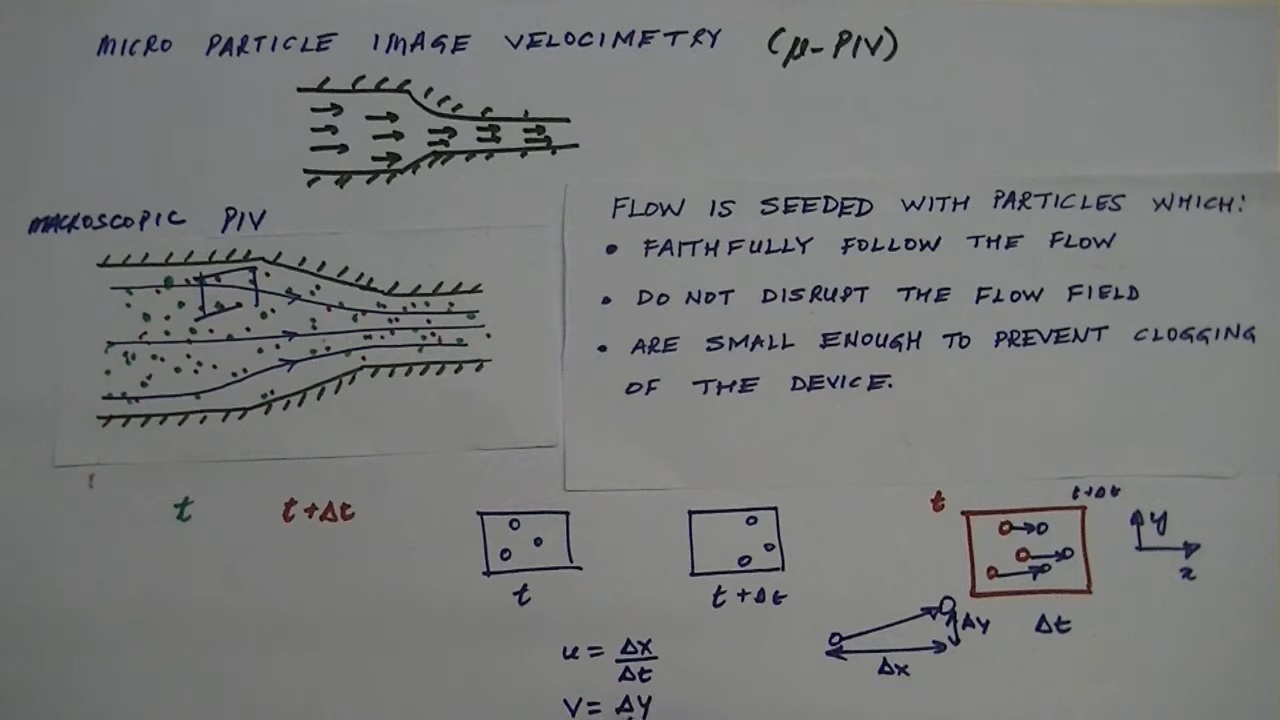 MICRO PARTICLE IMAGE VELOCIMETRY (μ-PIV)
MACROSCOPIC PIV
FLOW IS SEEDED WITH PARTICLES WHICH:
• FAITHFULLY FOLLOW THE FLOW
• DO NOT DISRUPT THE FLOW FIELD
• ARE SMALL ENOUGH TO PREVENT CLOGGING
OF THE DEVICE.
t t+Δt
t
t+Δt
t t+Δt
y
x
Δt
Δy
Δx
u = Δx/Δt
V = Δy